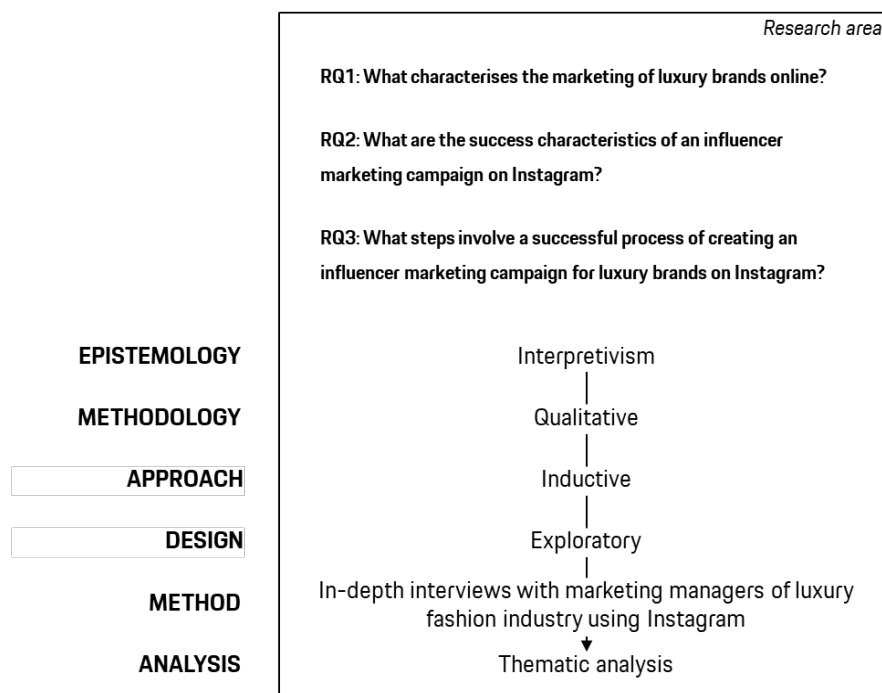 Research area
RQ1: What characterises the marketing of luxury brands online?
RQ2: What are the success characteristics of an influencer
marketing campaign on Instagram?
RQ3: What steps involve a successful process of creating an
influencer marketing campaign for luxury brands on Instagram?
EPISTEMOLOGY Interpretivism
METHODOLOGY Qualitative
APPROACH Inductive
DESIGN Exploratory
METHOD In-depth interviews with marketing managers of luxury
fashion industry using Instagram
ANALYSIS Thematic analysis